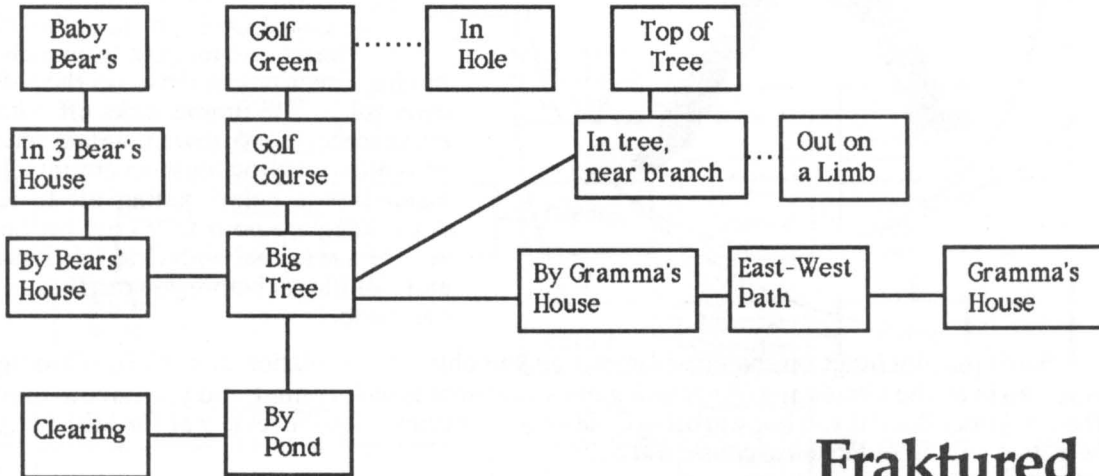 Baby
Bear's
Golf
Green
In
Hole
Top of
Tree
In 3 Bear's
House
Golf
Course
In tree,
near branch
Out on
a Limb
By Bears'
House
Big
Tree
By Gramma's
House
East-West
Path
Gramma's
House
Clearing
By
Pond
Fraktured